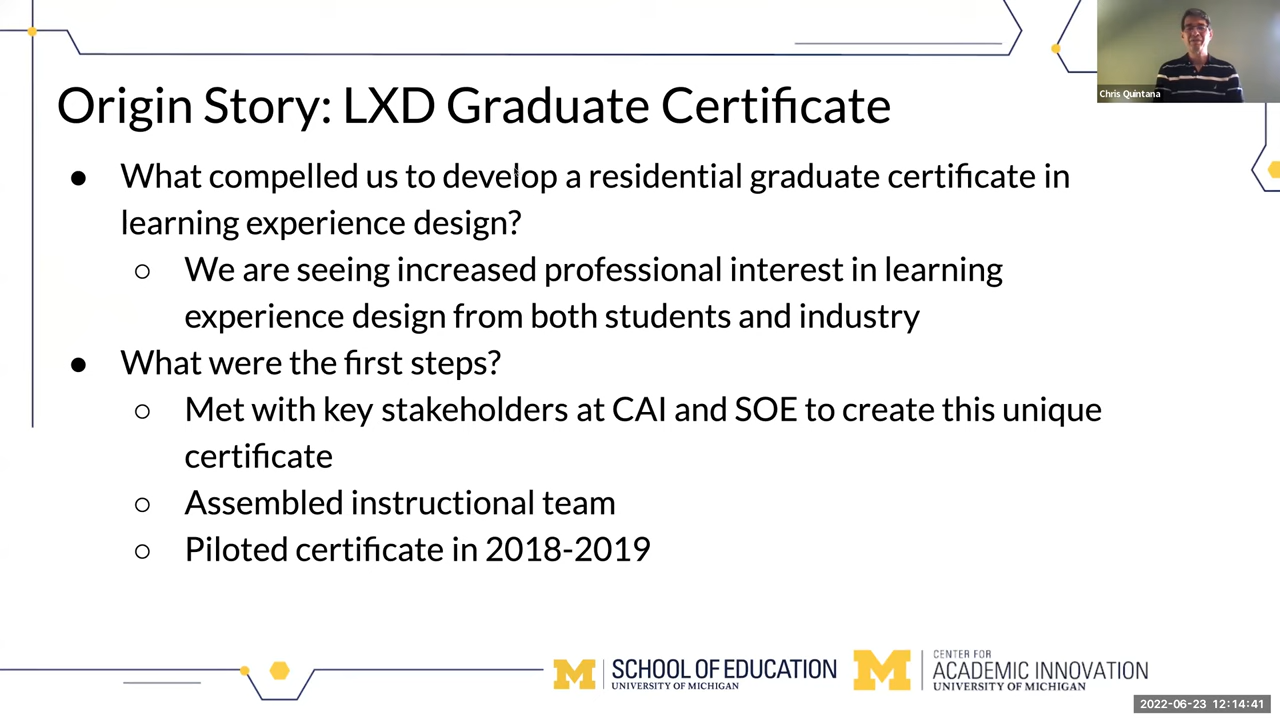 Chris Quintana
Origin Story: LXD Graduate Certificate
● What compelled us to develop a residential graduate certificate in
learning experience design?
○ We are seeing increased professional interest in learning
experience design from both students and industry
● What were the first steps?
○ Met with key stakeholders at CAI and SOE to create this unique
certificate
○ Assembled instructional team
○ Piloted certificate in 2018-2019
M SCHOOL OF EDUCATION
UNIVERSITY OF MICHIGAN
M CENTER FOR
ACADEMIC INNOVATION
UNIVERSITY OF MICHIGAN
2022-06-23 12:14:41